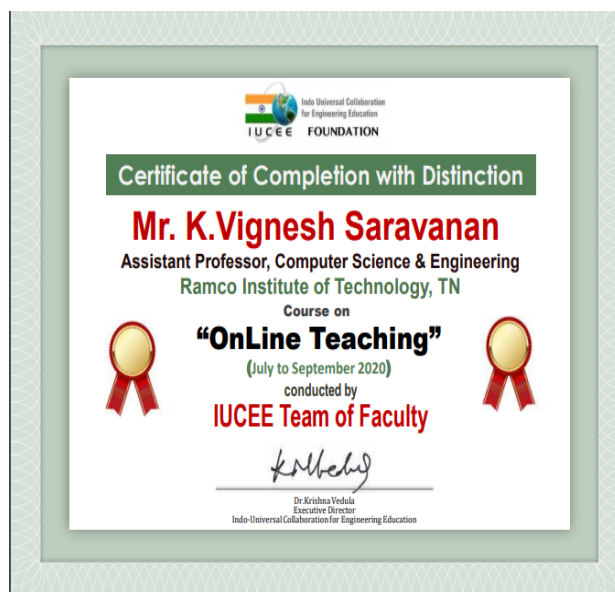 Indo Universal Collaboration
for Engineering Education
IUCEE FOUNDATION
Certificate of Completion with Distinction
Mr. K.Vignesh Saravanan
Assistant Professor, Computer Science & Engineering
Ramco Institute of Technology, TN
Course on
“OnLine Teaching”
(July to September 2020)
conducted by
IUCEE Team of Faculty
Dr.Krishna Vedula
Executive Director
Indo-Universal Collaboration for Engineering Education